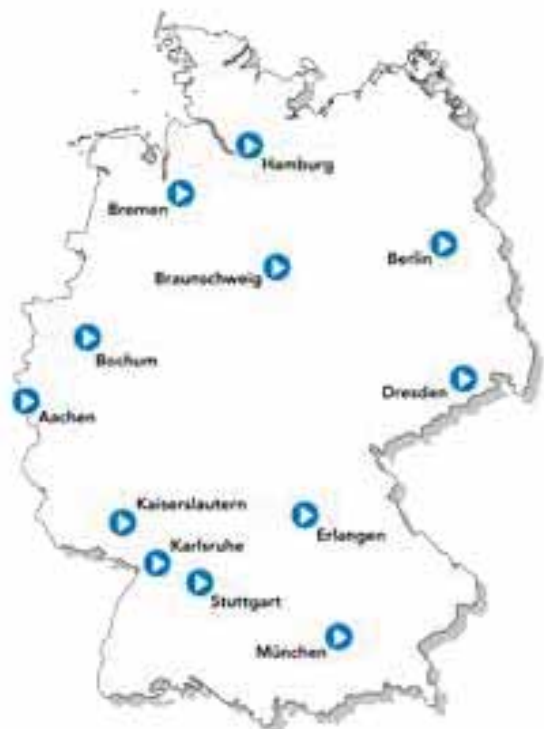 Hamburg
Bremen
Berlin
Braunschweig
Bochum
Dresden
Aachen
Kaiserslautern
Erlangen
Karlsruhe
Stuttgart
München